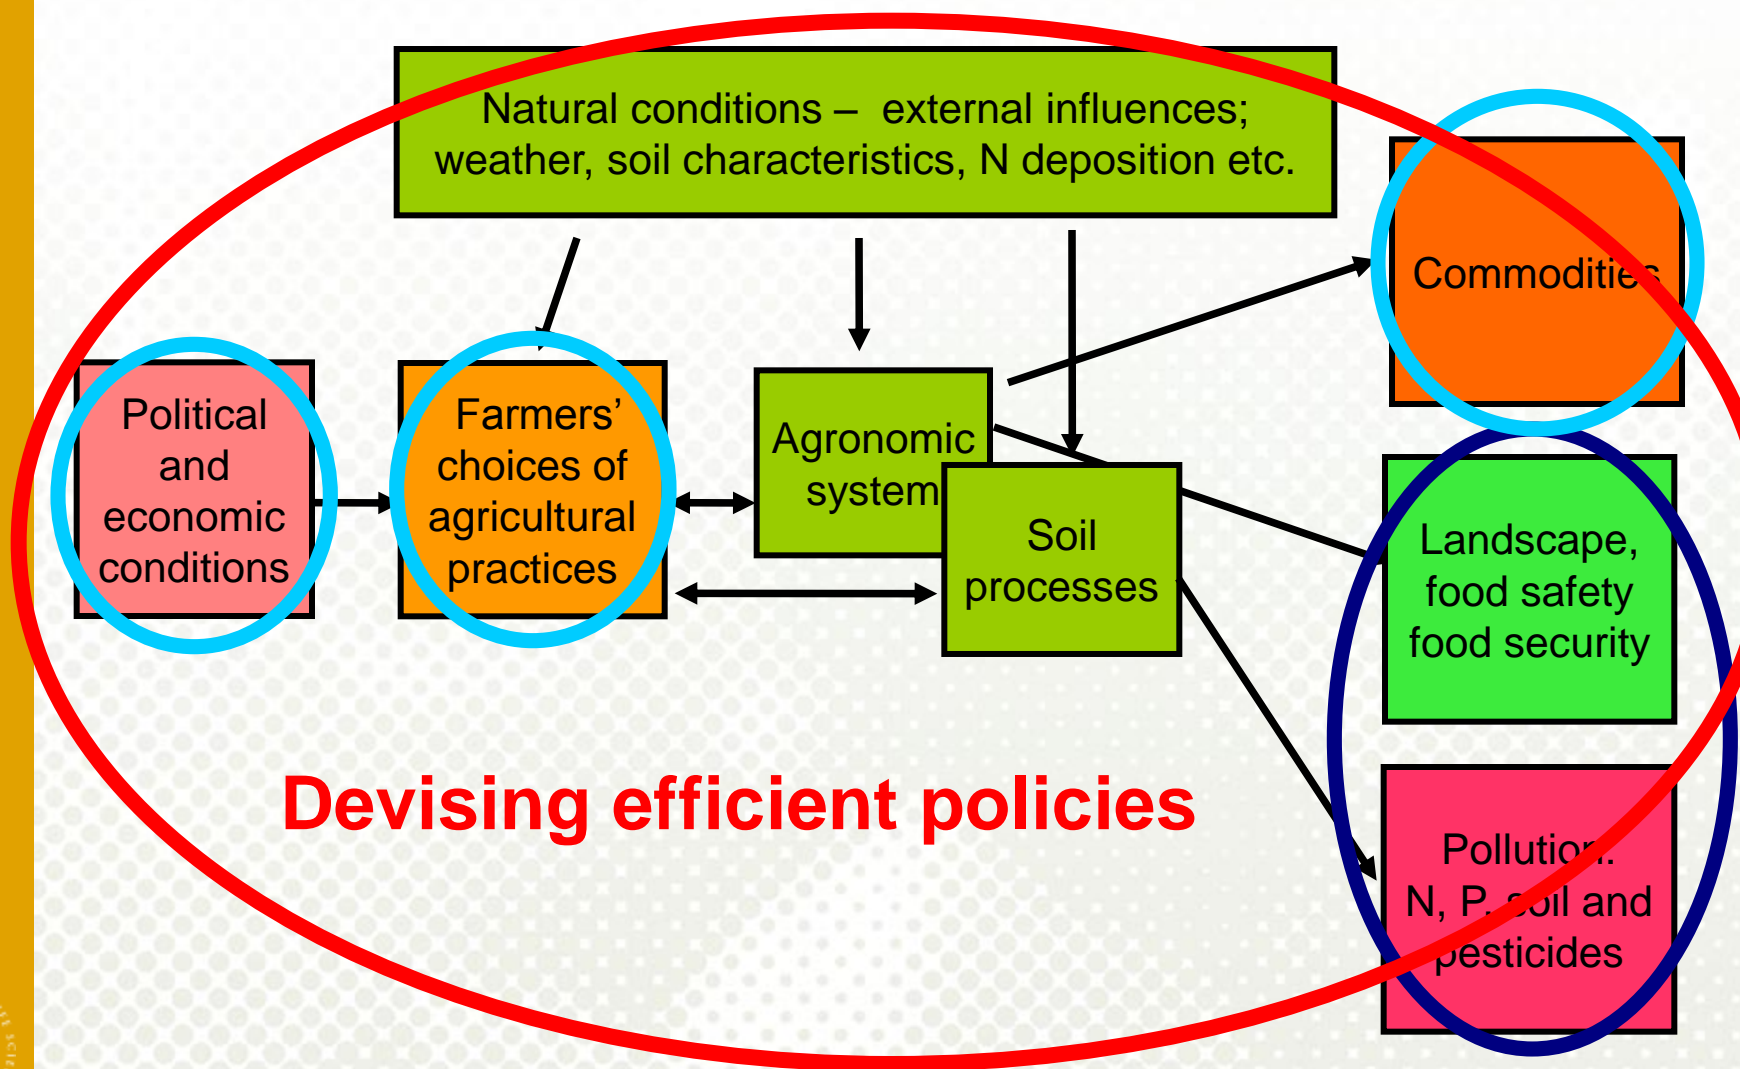 Natural conditions –  external influences;
weather, soil characteristics, N deposition etc.
Commodities
Political
and
economic
conditions
Farmers’
choices of
agricultural
practices
Agronomic
system
Soil
processes
Landscape,
food safety
food security
Devising efficient policies
Pollution:
N, P, soil and
pesticides